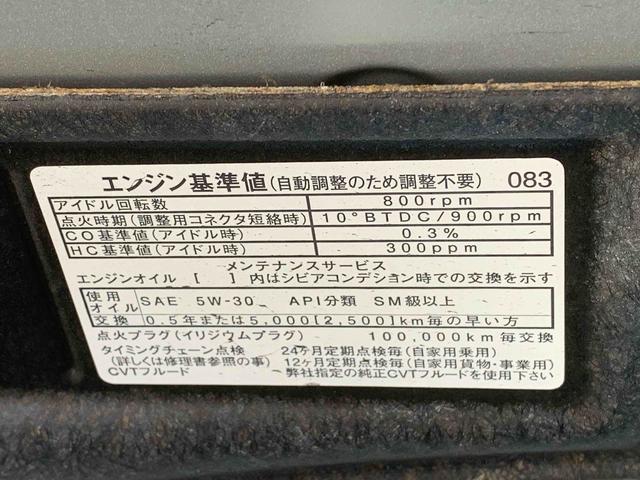 エンジン基準値(自動調整のため調整不要) 083
アイドル回転数 800rpm
点火時期(調整用コネクタ短絡時) 10°BTDC/900rpm
CO基準値(アイドル時) 0.3%
HC基準値(アイドル時) 300ppm
メンテナンスサービス
エンジンオイル [ ] 内はシビアコンデション時での交換を示す
使用オイル SAE 5W-30 API分類 SM級以上
交換 0.5年または5,000[2,500]km毎の早い方
点火プラグ(イリジウムプラグ) 100,000km毎交換
タイミングチェーン点検 24ヶ月定期点検毎(自家用乗用)
(詳しくは修理書参照の事) 12ヶ月定期点検毎(自家用貨物・事業用)
CVTフルード 弊社指定の純正CVTフルードを使用下さい